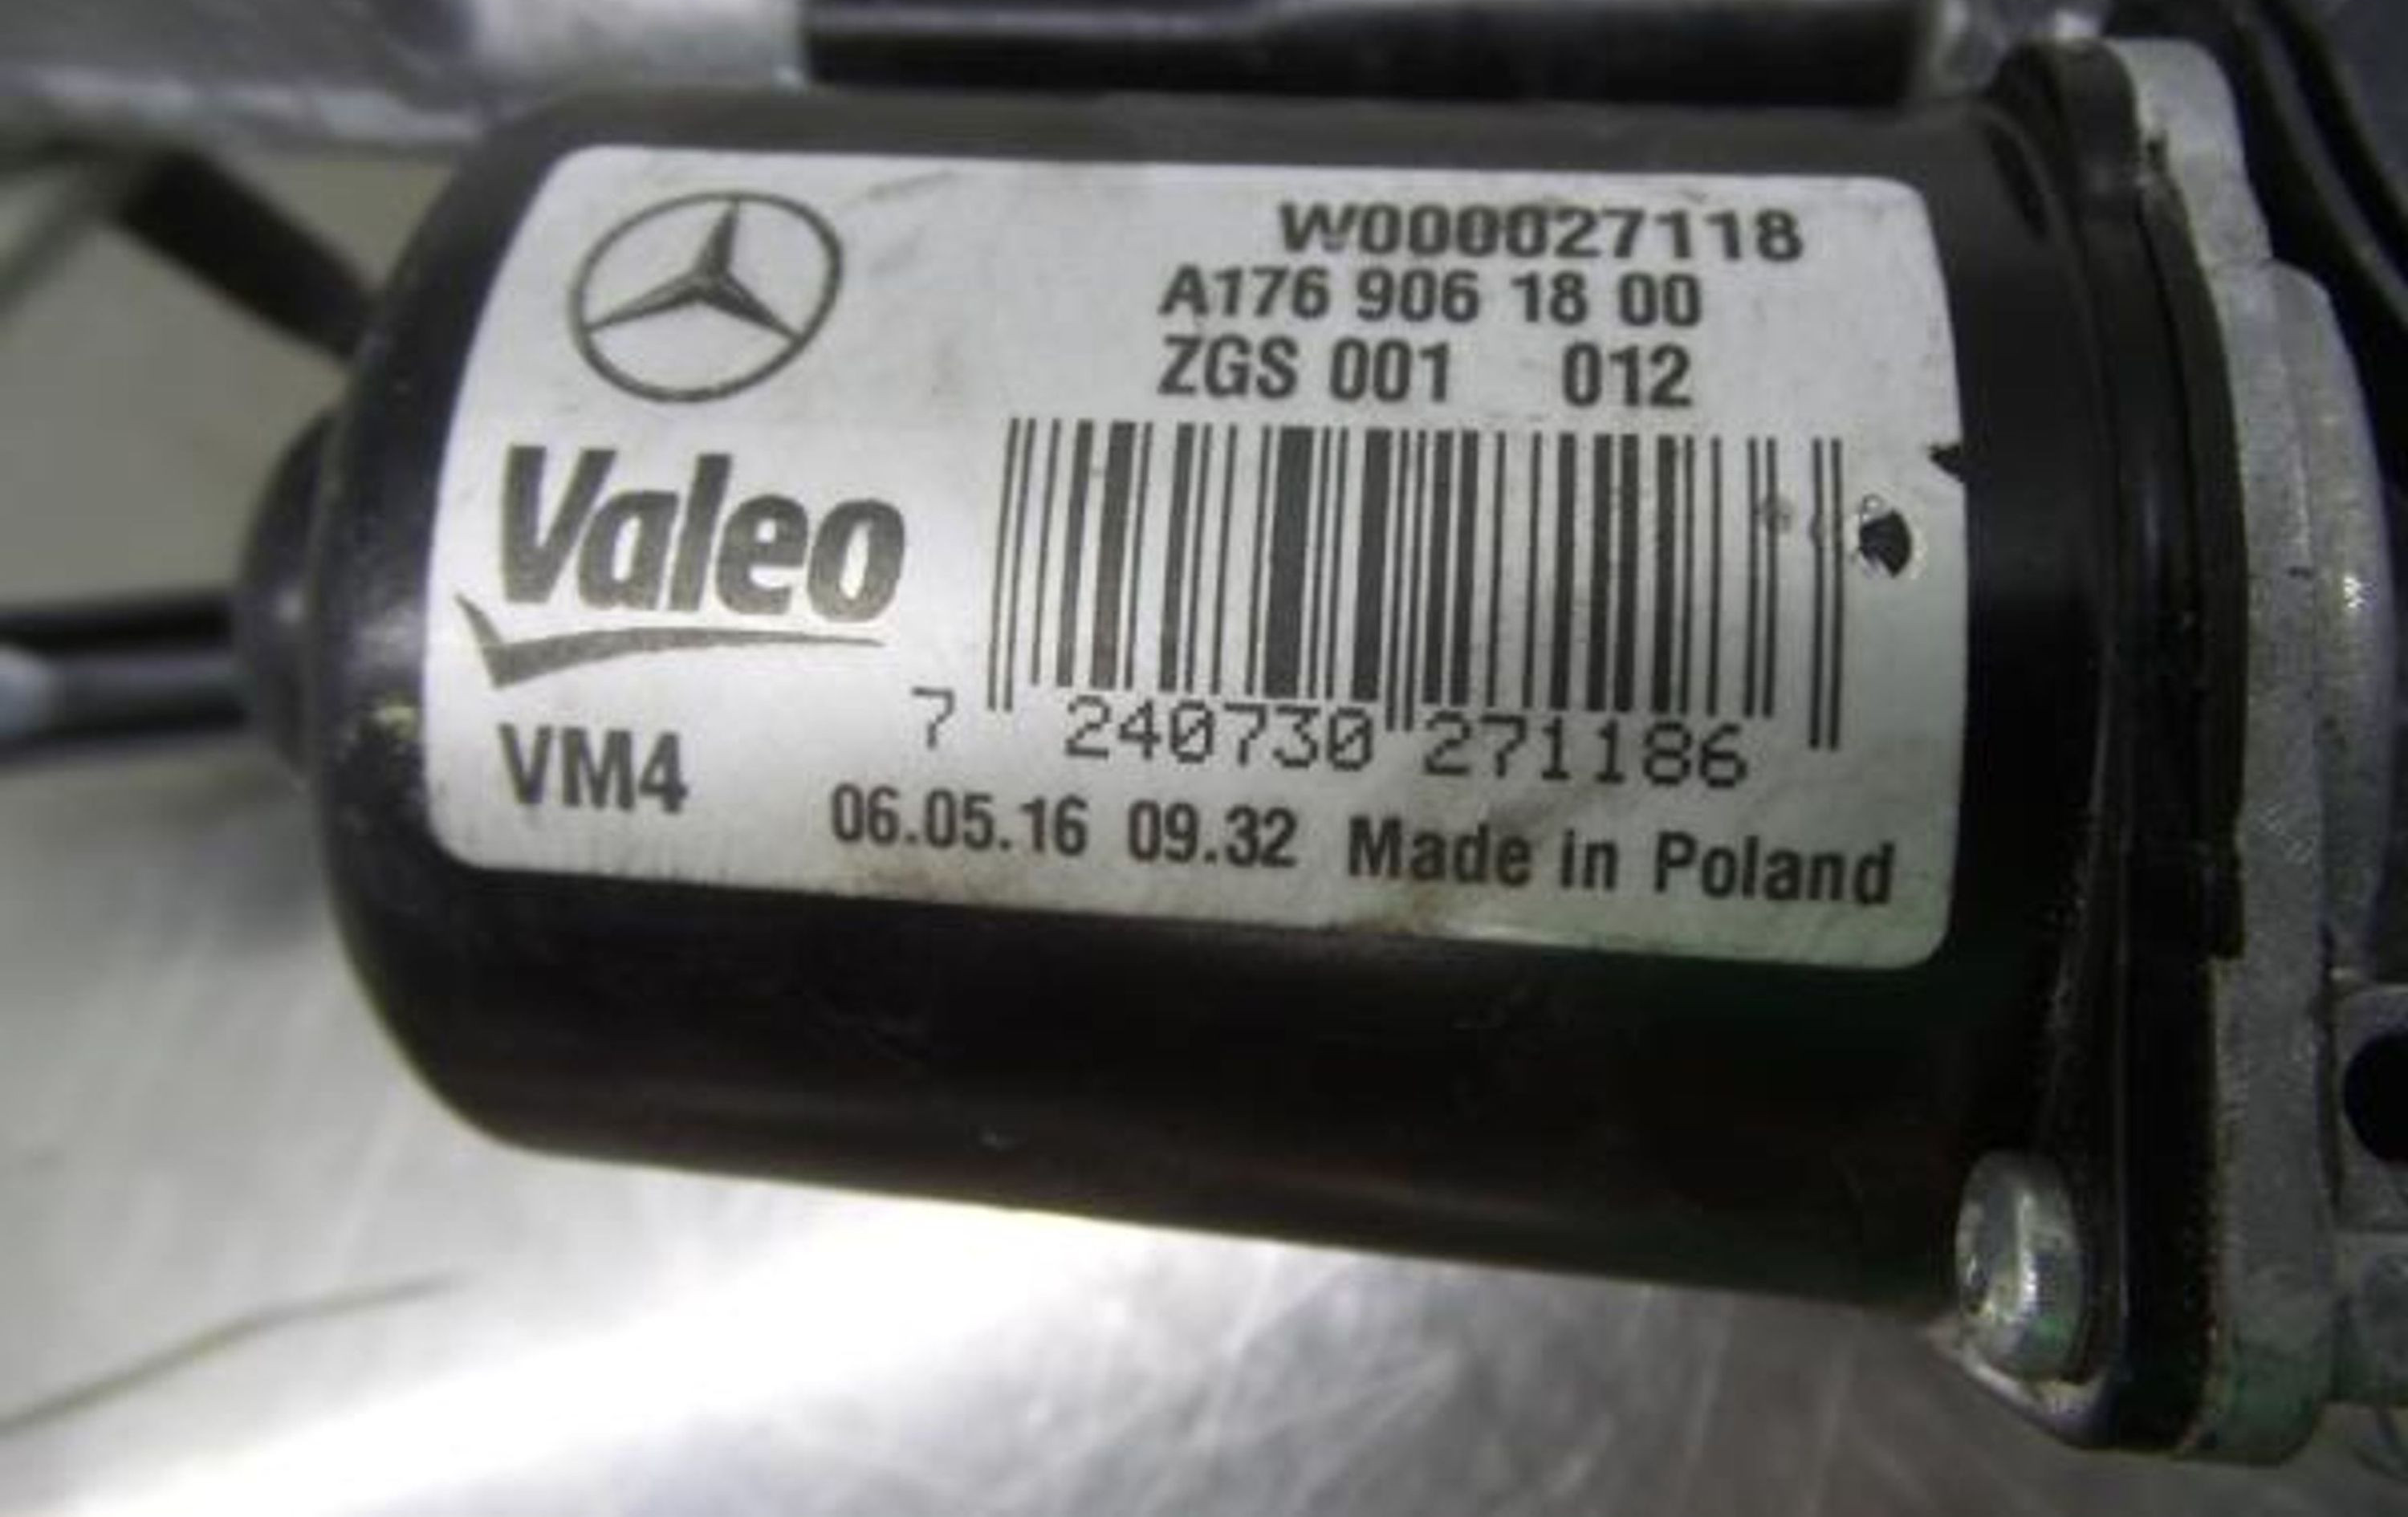 W000027118
A176 906 18 00
ZGS 001 012
Valeo
7 240730 271186
VM4
06.05.16 09.32 Made in Poland